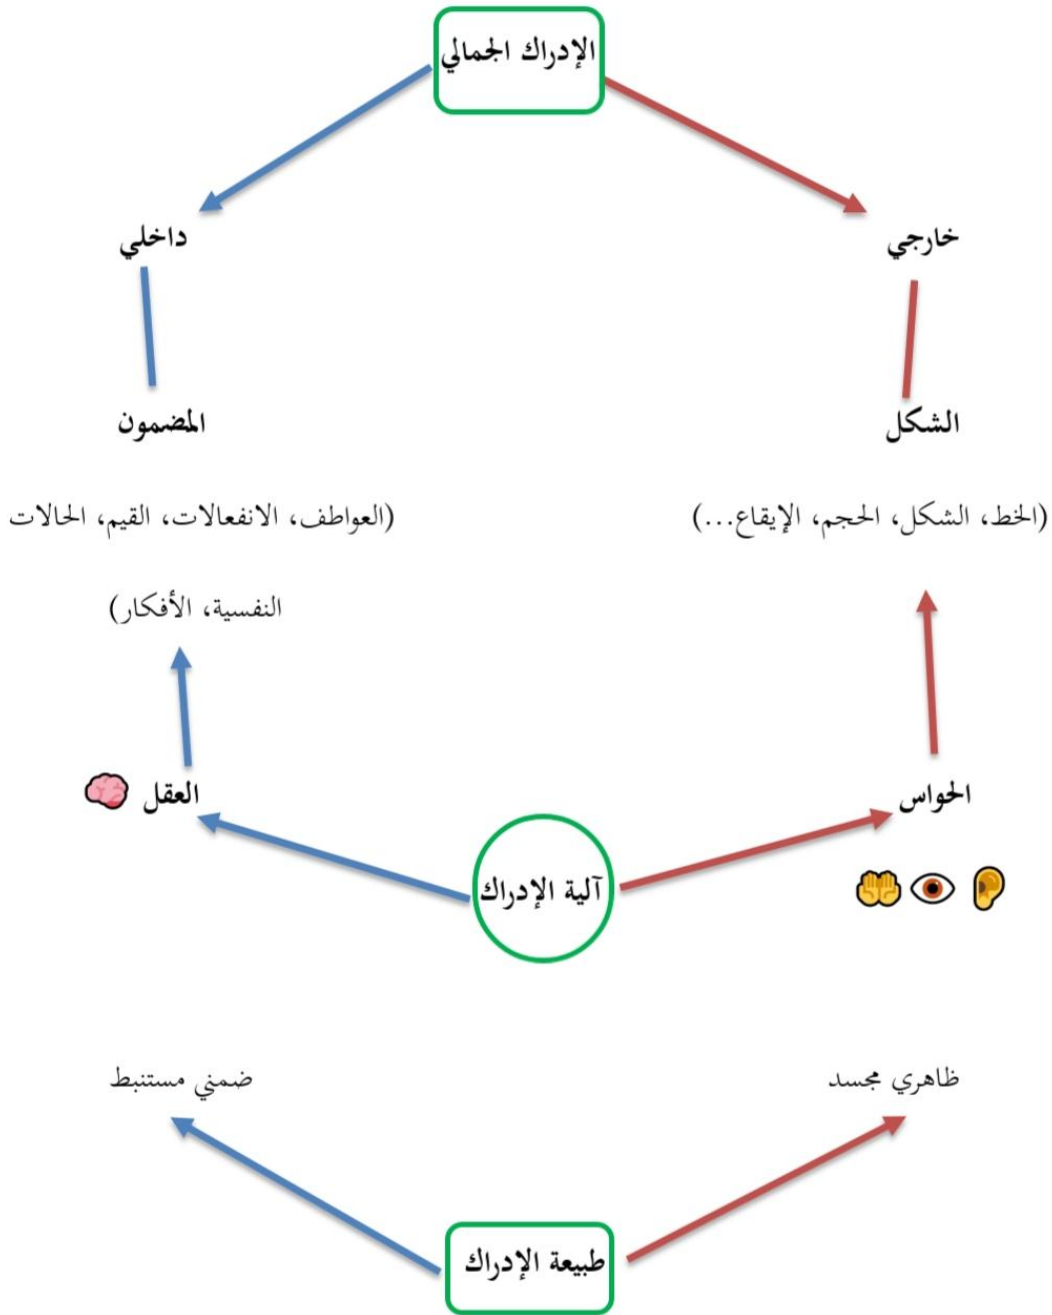 الإدراك الجمالي
خارجي
داخلي
الشكل
المضمون
(الخط، الشكل، الحجم، الإيقاع...)
(العواطف، الانفعالات، القيم، الحالات
النفسية، الأفكار)
الحواس
العقل
آلية الإدراك
ظاهري مجسد
ضمني مستنبط
طبيعة الإدراك